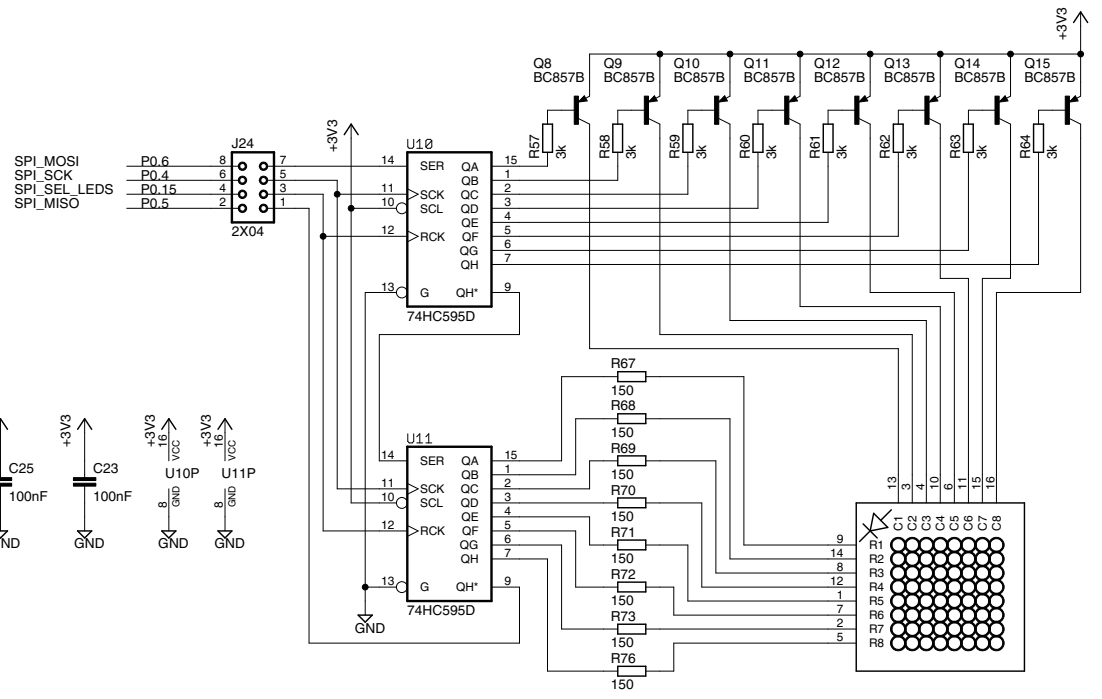 +3V3
Q8 Q9 Q10 Q11 Q12 Q13 Q14 Q15
BC857B BC857B BC857B BC857B BC857B BC857B BC857B BC857B
R57 R58 R59 R60 R61 R62 R63 R64
3k 3k 3k 3k 3k 3k 3k 3k
+3V3
J24
SPI_MOSI P0.6 8 7
SPI_SCK P0.4 6 5
SPI_SEL_LEDS P0.15 4 3
SPI_MISO P0.5 2 1
2X04
U10
14 SER QA 15
QB 1
11 SCK QC 2
10 SCL QD 3
QE 4
12 RCK QF 5
QG 6
QH 7
13 G QH* 9
74HC595D
U11
14 SER QA 15
QB 1
11 SCK QC 2
10 SCL QD 3
QE 4
12 RCK QF 5
QG 6
QH 7
13 G QH* 9
74HC595D
GND
R67
150
R68
150
R69
150
R70
150
R71
150
R72
150
R73
150
R76
150
C25
100nF
ND
+3V3
C23
100nF
GND
+3V3
16 VCC
U10P
8 GND
GND
+3V3
16 VCC
U11P
8 GND
GND
13 3 4 10 6 11 15 16
C1 C2 C3 C4 C5 C6 C7 C8
9 R1
14 R2
8 R3
12 R4
1 R5
7 R6
2 R7
5 R8